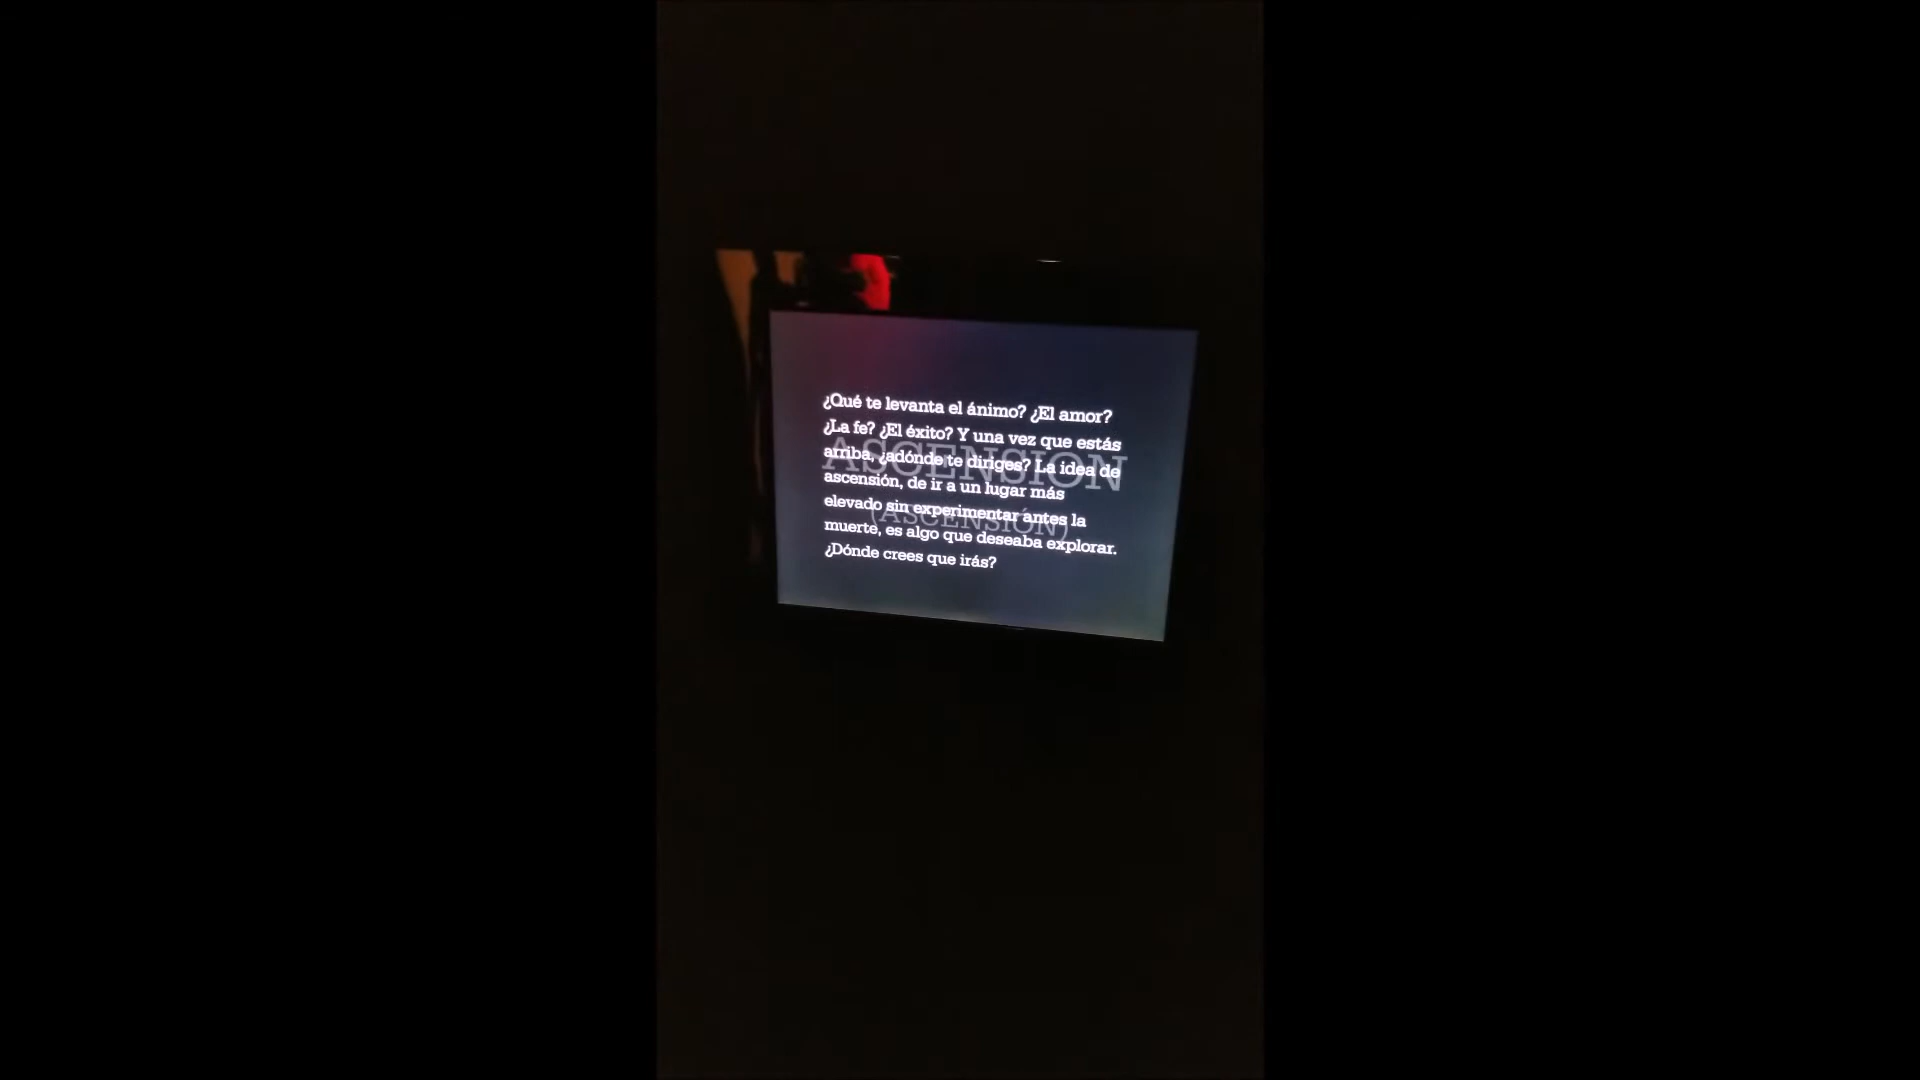 ¿Qué te levanta el ánimo? ¿El amor?
¿La fe? ¿El éxito? Y una vez que estás
arriba, ¿adónde te diriges? La idea de
ascensión, de ir a un lugar más
elevado sin experimentar antes la
muerte, es algo que deseaba explorar.
¿Dónde crees que irás?
ASCENSION
(ASCENSIÓN)